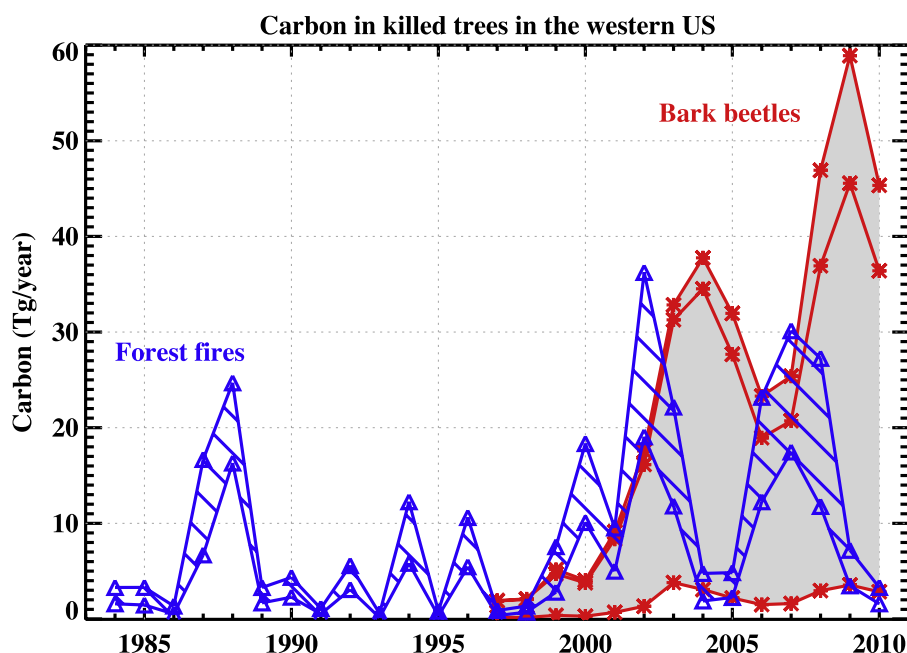 Carbon in killed trees in the western US
60
50
40
30
20
10
0
Carbon (Tg/year)
Bark beetles
Forest fires
1985 1990 1995 2000 2005 2010